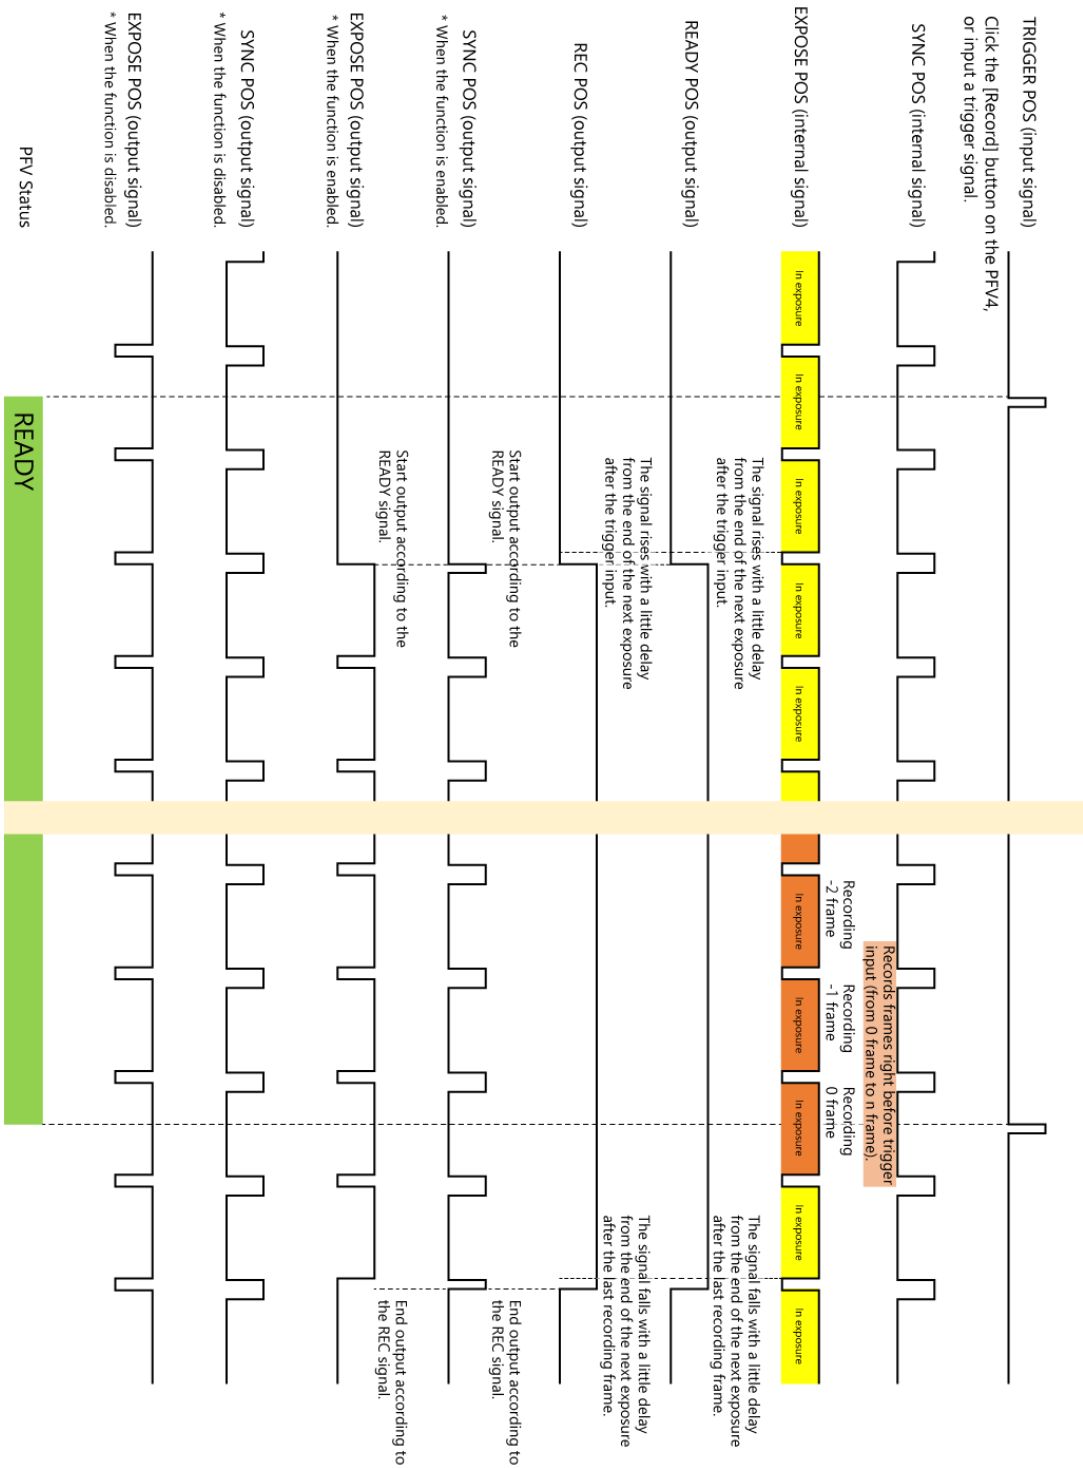 TRIGGER POS (input signal)
Click the [Record] button on the PFV4,
or input a trigger signal.
SYNC POS (internal signal)
Records frames right before trigger
input (from 0 frame to n frame).
Recording
-2 frame
Recording
-1 frame
Recording
0 frame
EXPOSE POS (internal signal)
In exposure
In exposure
In exposure
In exposure
In exposure
In exposure
In exposure
In exposure
In exposure
In exposure
The signal rises with a little delay
from the end of the next exposure
after the trigger input.
The signal falls with a little delay
from the end of the next exposure
after the last recording frame.
READY POS (output signal)
The signal rises with a little delay
from the end of the next exposure
after the trigger input.
The signal falls with a little delay
from the end of the next exposure
after the last recording frame.
REC POS (output signal)
Start output according to the
READY signal.
End output according to
the REC signal.
SYNC POS (output signal)
* When the function is enabled.
Start output according to the
READY signal.
End output according to
the REC signal.
EXPOSE POS (output signal)
* When the function is enabled.
SYNC POS (output signal)
* When the function is disabled.
EXPOSE POS (output signal)
* When the function is disabled.
PFV Status
READY